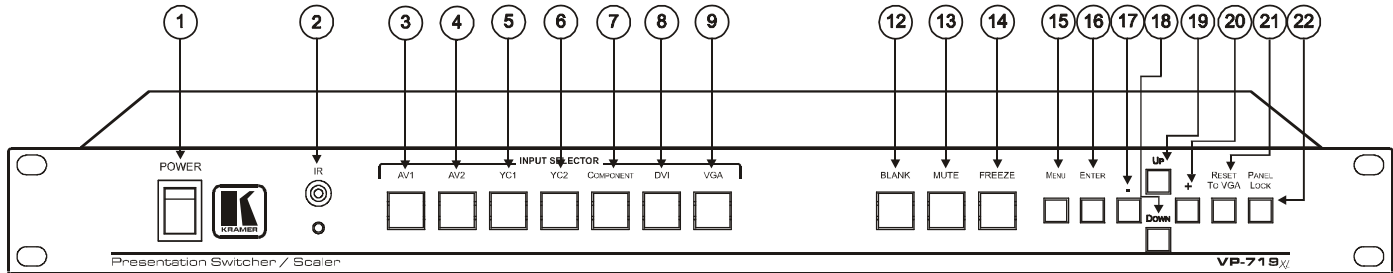 1 2 3 4 5 6 7 8 9 12 13 14 15 16 17 18 19 20 21 22
POWER
IR
INPUT SELECTOR
AV1 AV2 YC1 YC2 COMPONENT DVI VGA
BLANK MUTE FREEZE
MENU ENTER - UP + RESET TO VGA PANEL LOCK
DOWN
K
KRAMER
Presentation Switcher / Scaler
VP-719xl